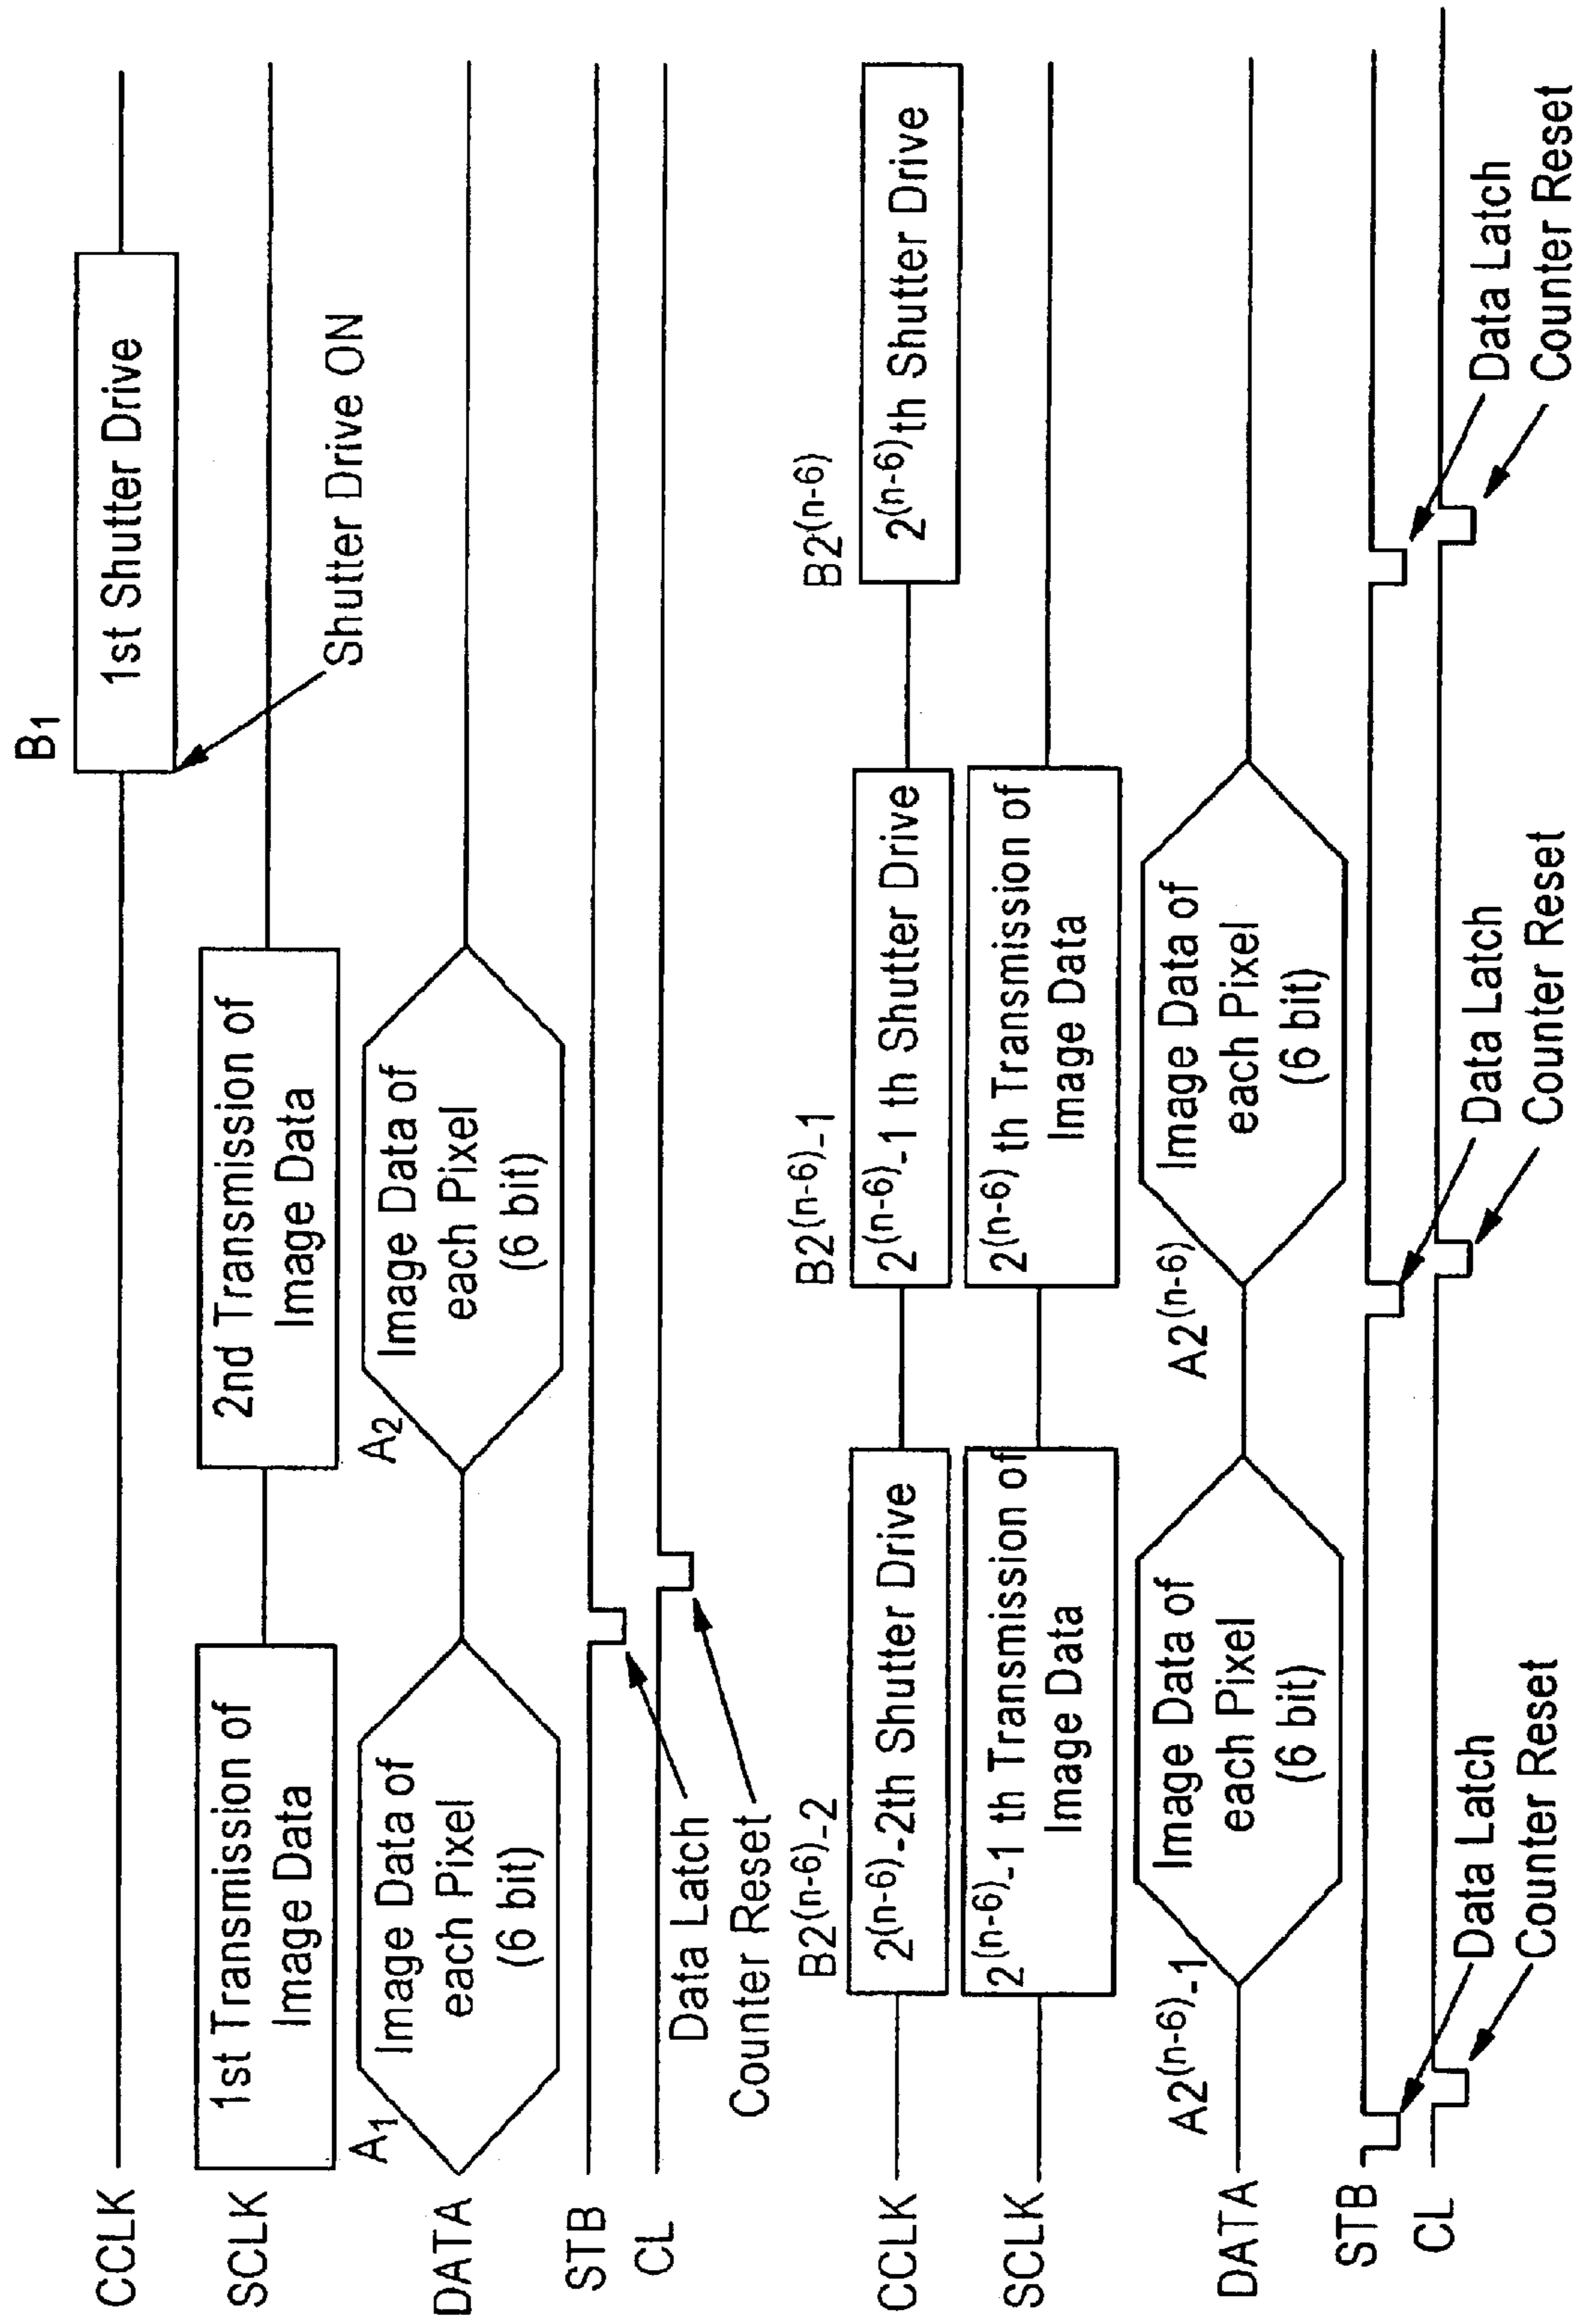 B1
CCLK
1st Shutter Drive
Shutter Drive ON
SCLK
1st Transmission of
Image Data
2nd Transmission of
Image Data
DATA
A1
Image Data of
each Pixel
(6 bit)
A2
Image Data of
each Pixel
(6 bit)
STB
CL
Data Latch
Counter Reset
B2(n-6)-2
B2(n-6)-1
B2(n-6)
CCLK
2(n-6)-2th Shutter Drive
2(n-6)-1 th Shutter Drive
2(n-6)th Shutter Drive
SCLK
2(n-6)-1 th Transmission of
Image Data
2(n-6) th Transmission of
Image Data
DATA
A2(n-6)-1
Image Data of
each Pixel
(6 bit)
A2(n-6)
Image Data of
each Pixel
(6 bit)
STB
CL
Data Latch
Counter Reset
Data Latch
Counter Reset
Data Latch
Counter Reset